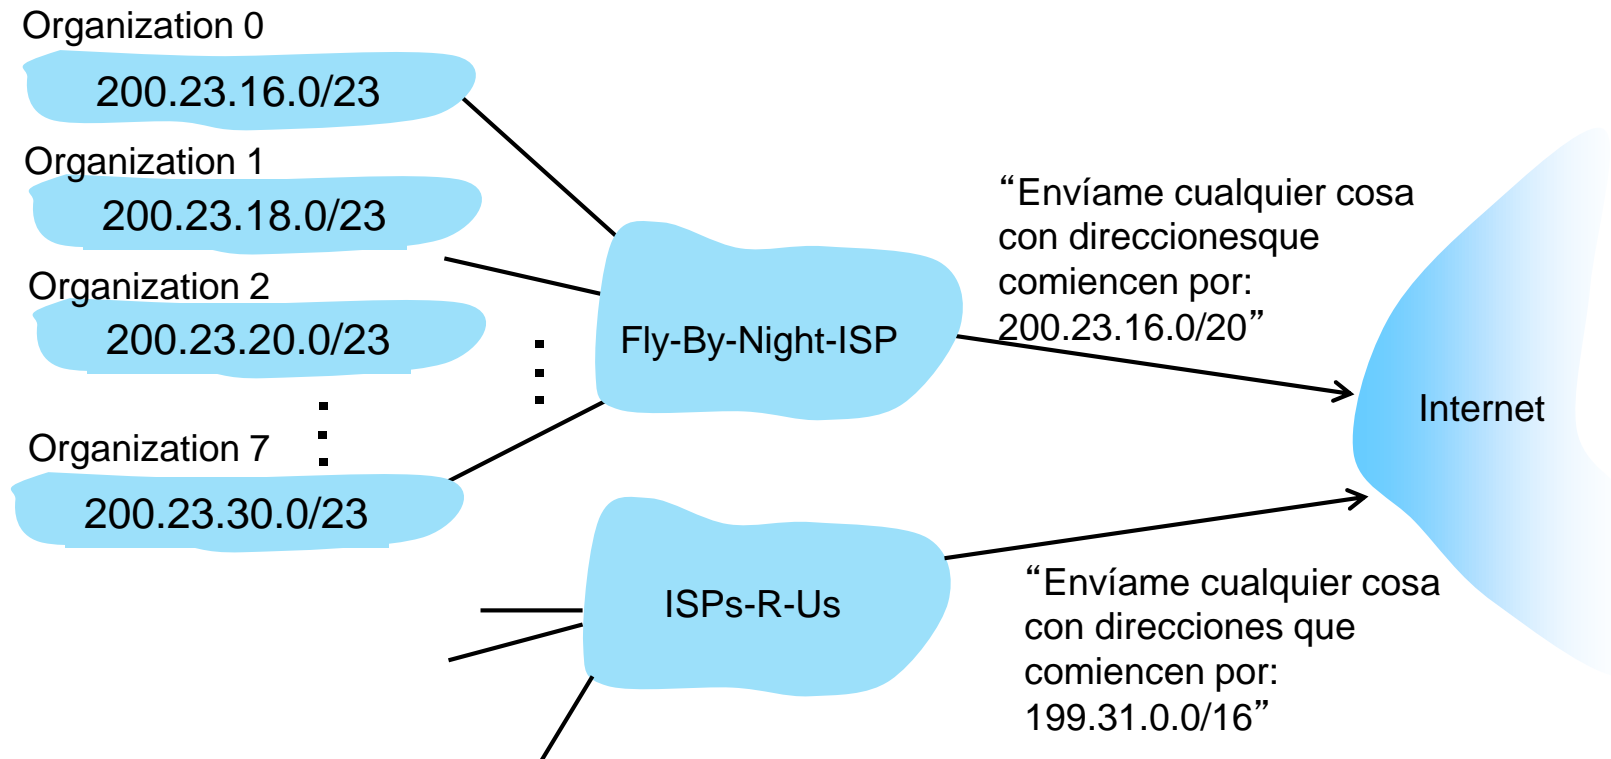 Organization 0
200.23.16.0/23
Organization 1
200.23.18.0/23
Organization 2
200.23.20.0/23
Organization 7
200.23.30.0/23
Fly-By-Night-ISP
“Envíame cualquier cosa
con direccionesque
comiencen por:
200.23.16.0/20”
Internet
ISPs-R-Us
“Envíame cualquier cosa
con direcciones que
comiencen por:
199.31.0.0/16”